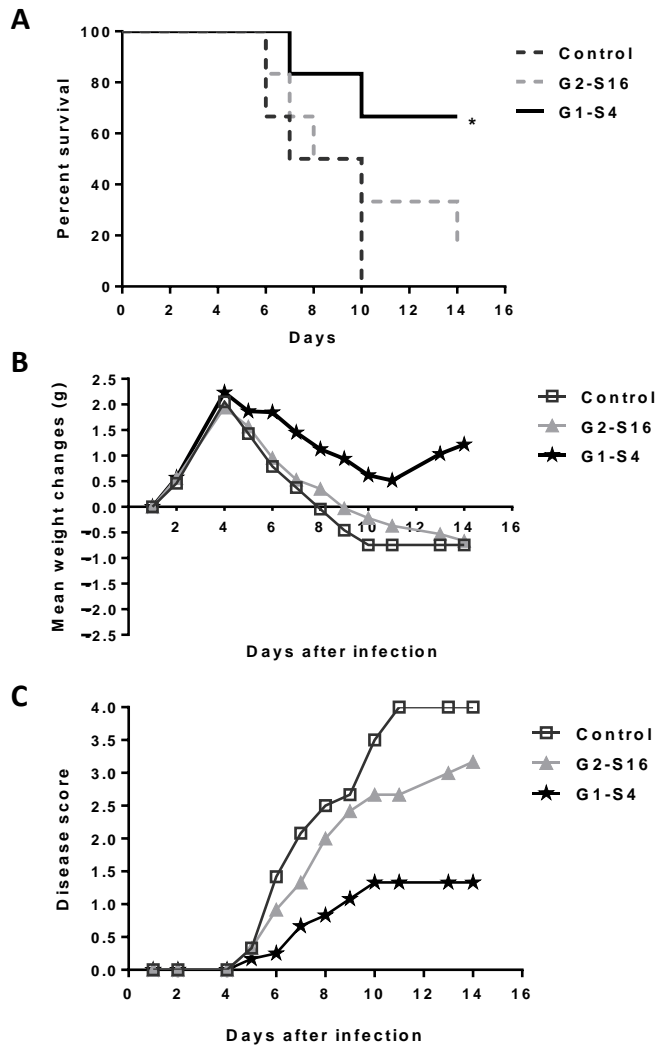 A
Percent survival
100
80
60
40
20
0
0 2 4 6 8 10 12 14 16
Days
*
Control
G2-S16
G1-S4
B
Mean weight changes (g)
2.5
2.0
1.5
1.0
0.5
0.0
-0.5
-1.0
-1.5
-2.0
-2.5
2 4 6 8 10 12 14 16
Days after infection
Control
G2-S16
G1-S4
C
Disease score
4.0
3.5
3.0
2.5
2.0
1.5
1.0
0.5
0.0
0 2 4 6 8 10 12 14 16
Days after infection
Control
G2-S16
G1-S4